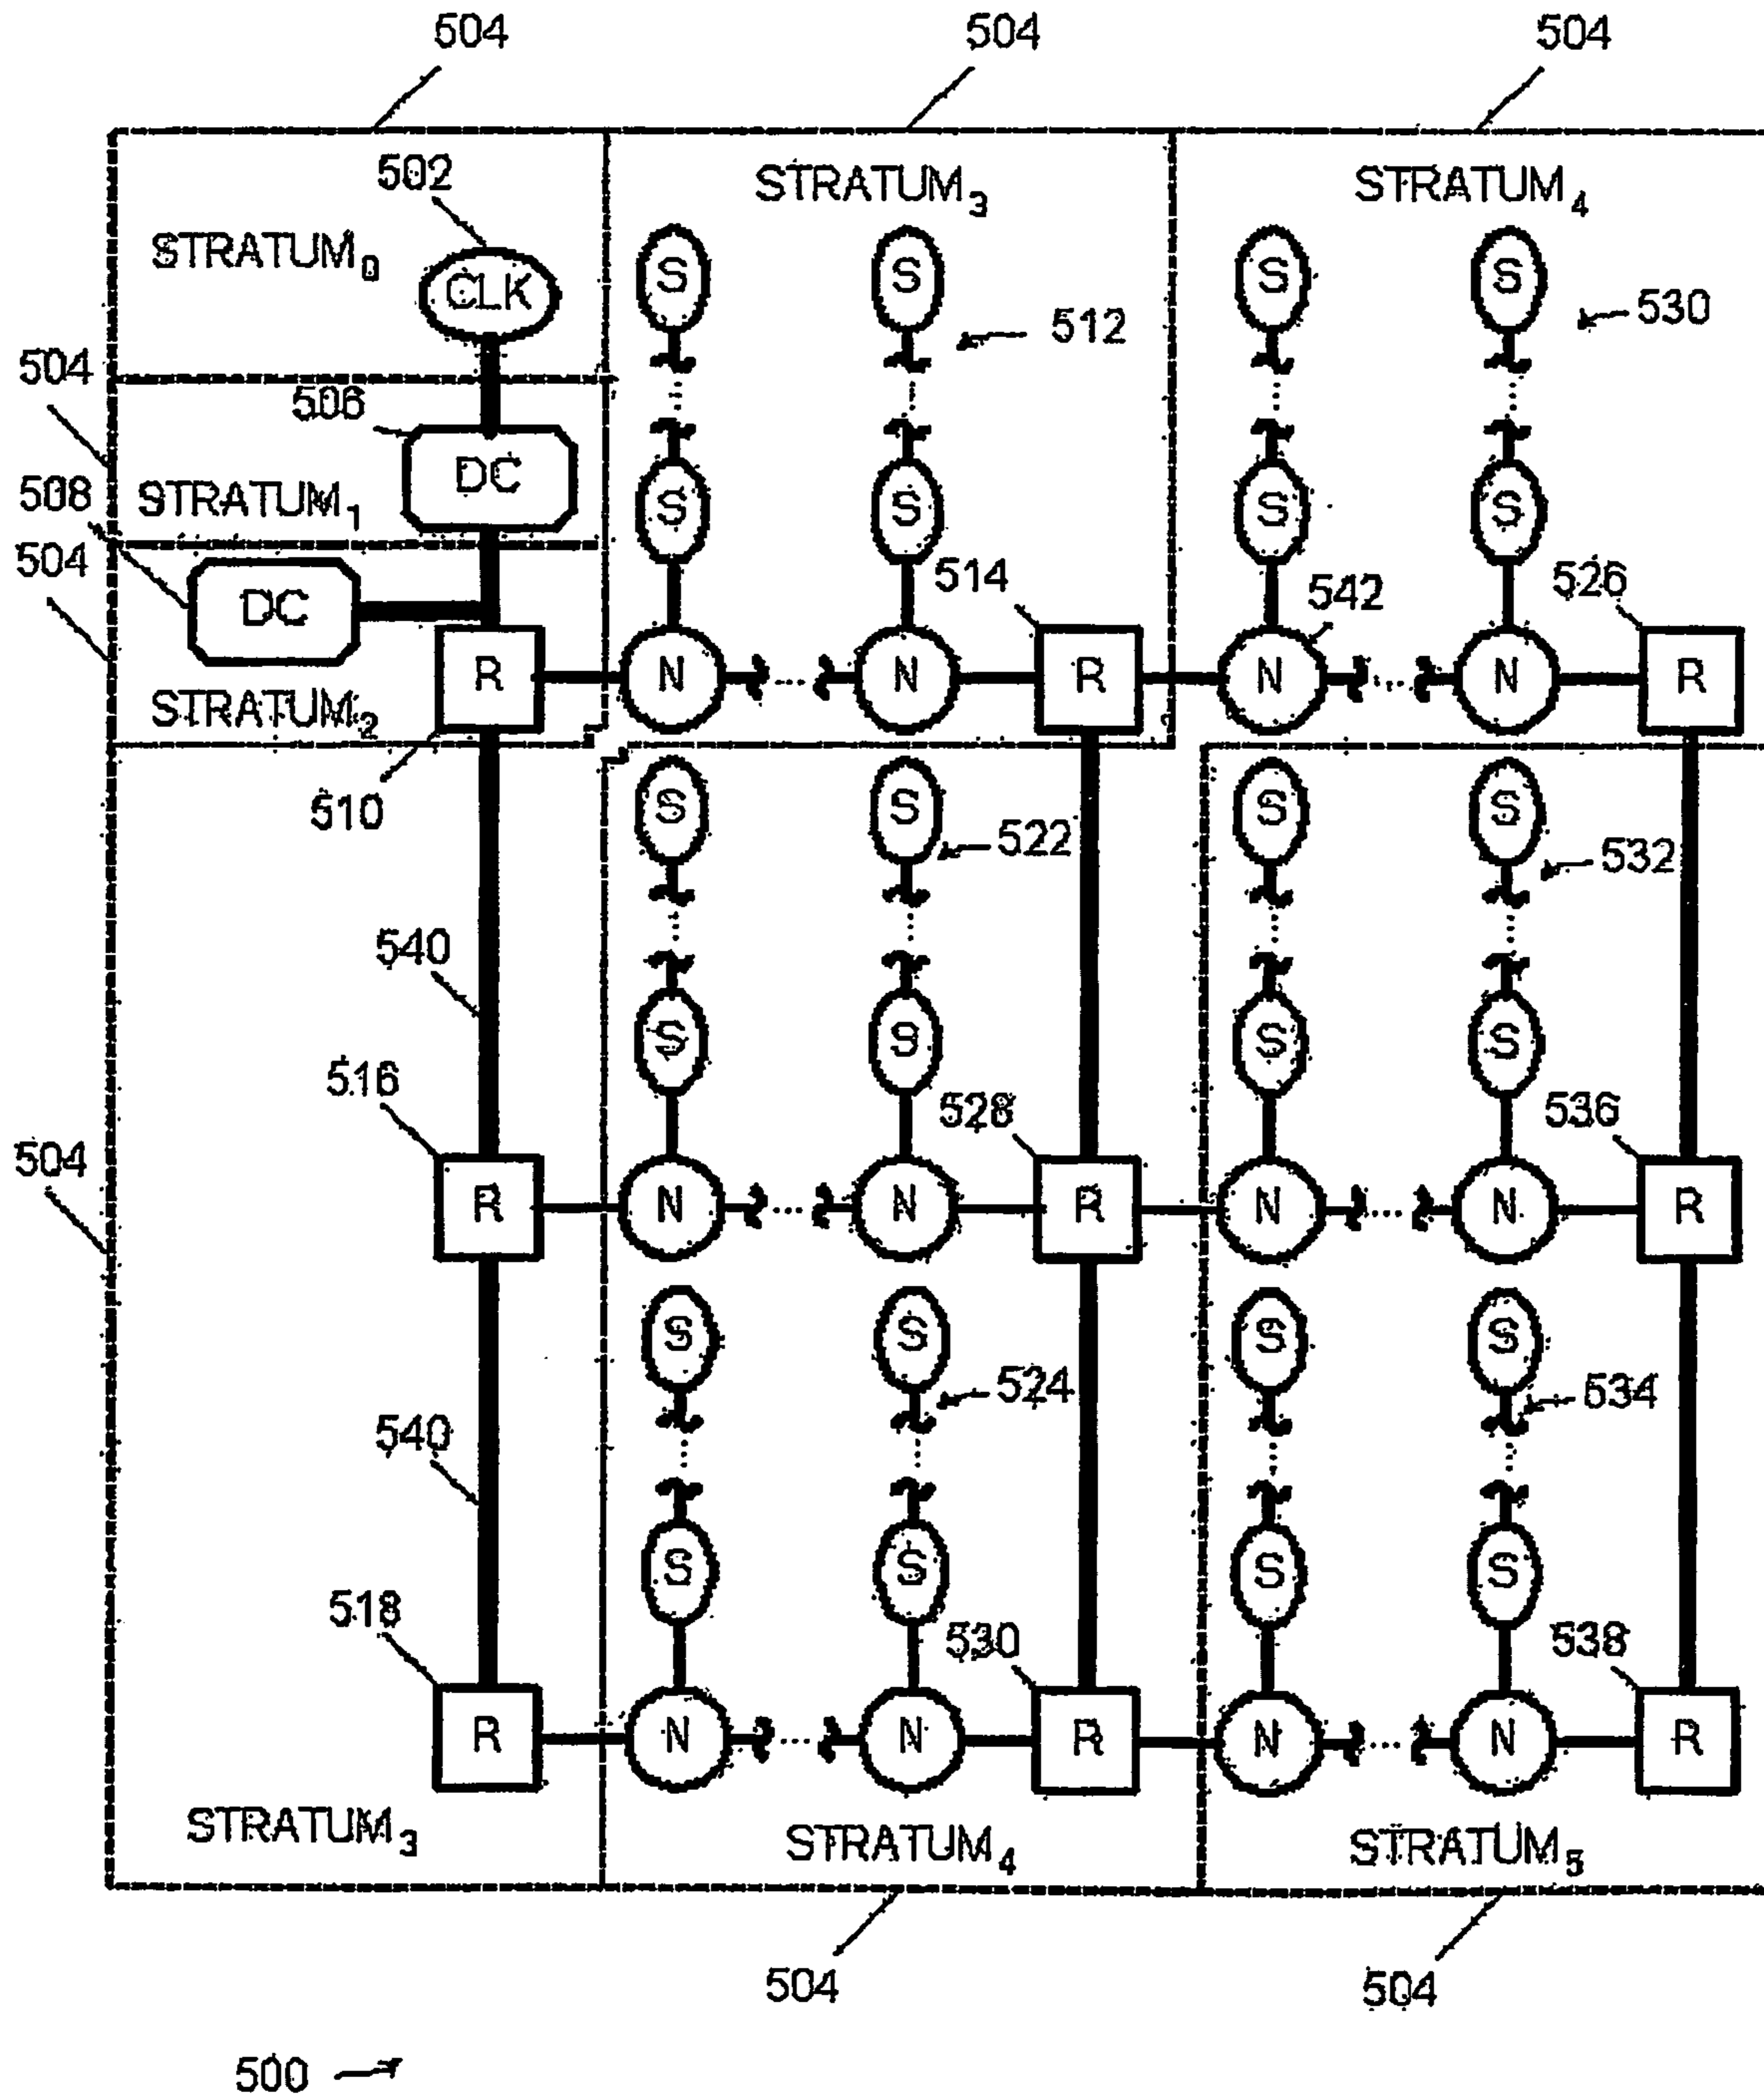 504 504 504
502 STRATUM3 STRATUM4
STRATUM0
CLK S S S S
512 530
504
506
DC
508 STRATUM1 S S S S
504
DC 514 542 526
R N ... N R N ... N R
STRATUM2
510 S S S S
522 532
540
S S S S
516 528 536
504
R N ... N R N ... N R
S S S S
524 534
540
S S S S
518 530 538
R N ... N R N ... N R
STRATUM3 STRATUM4 STRATUM5
504 504
500